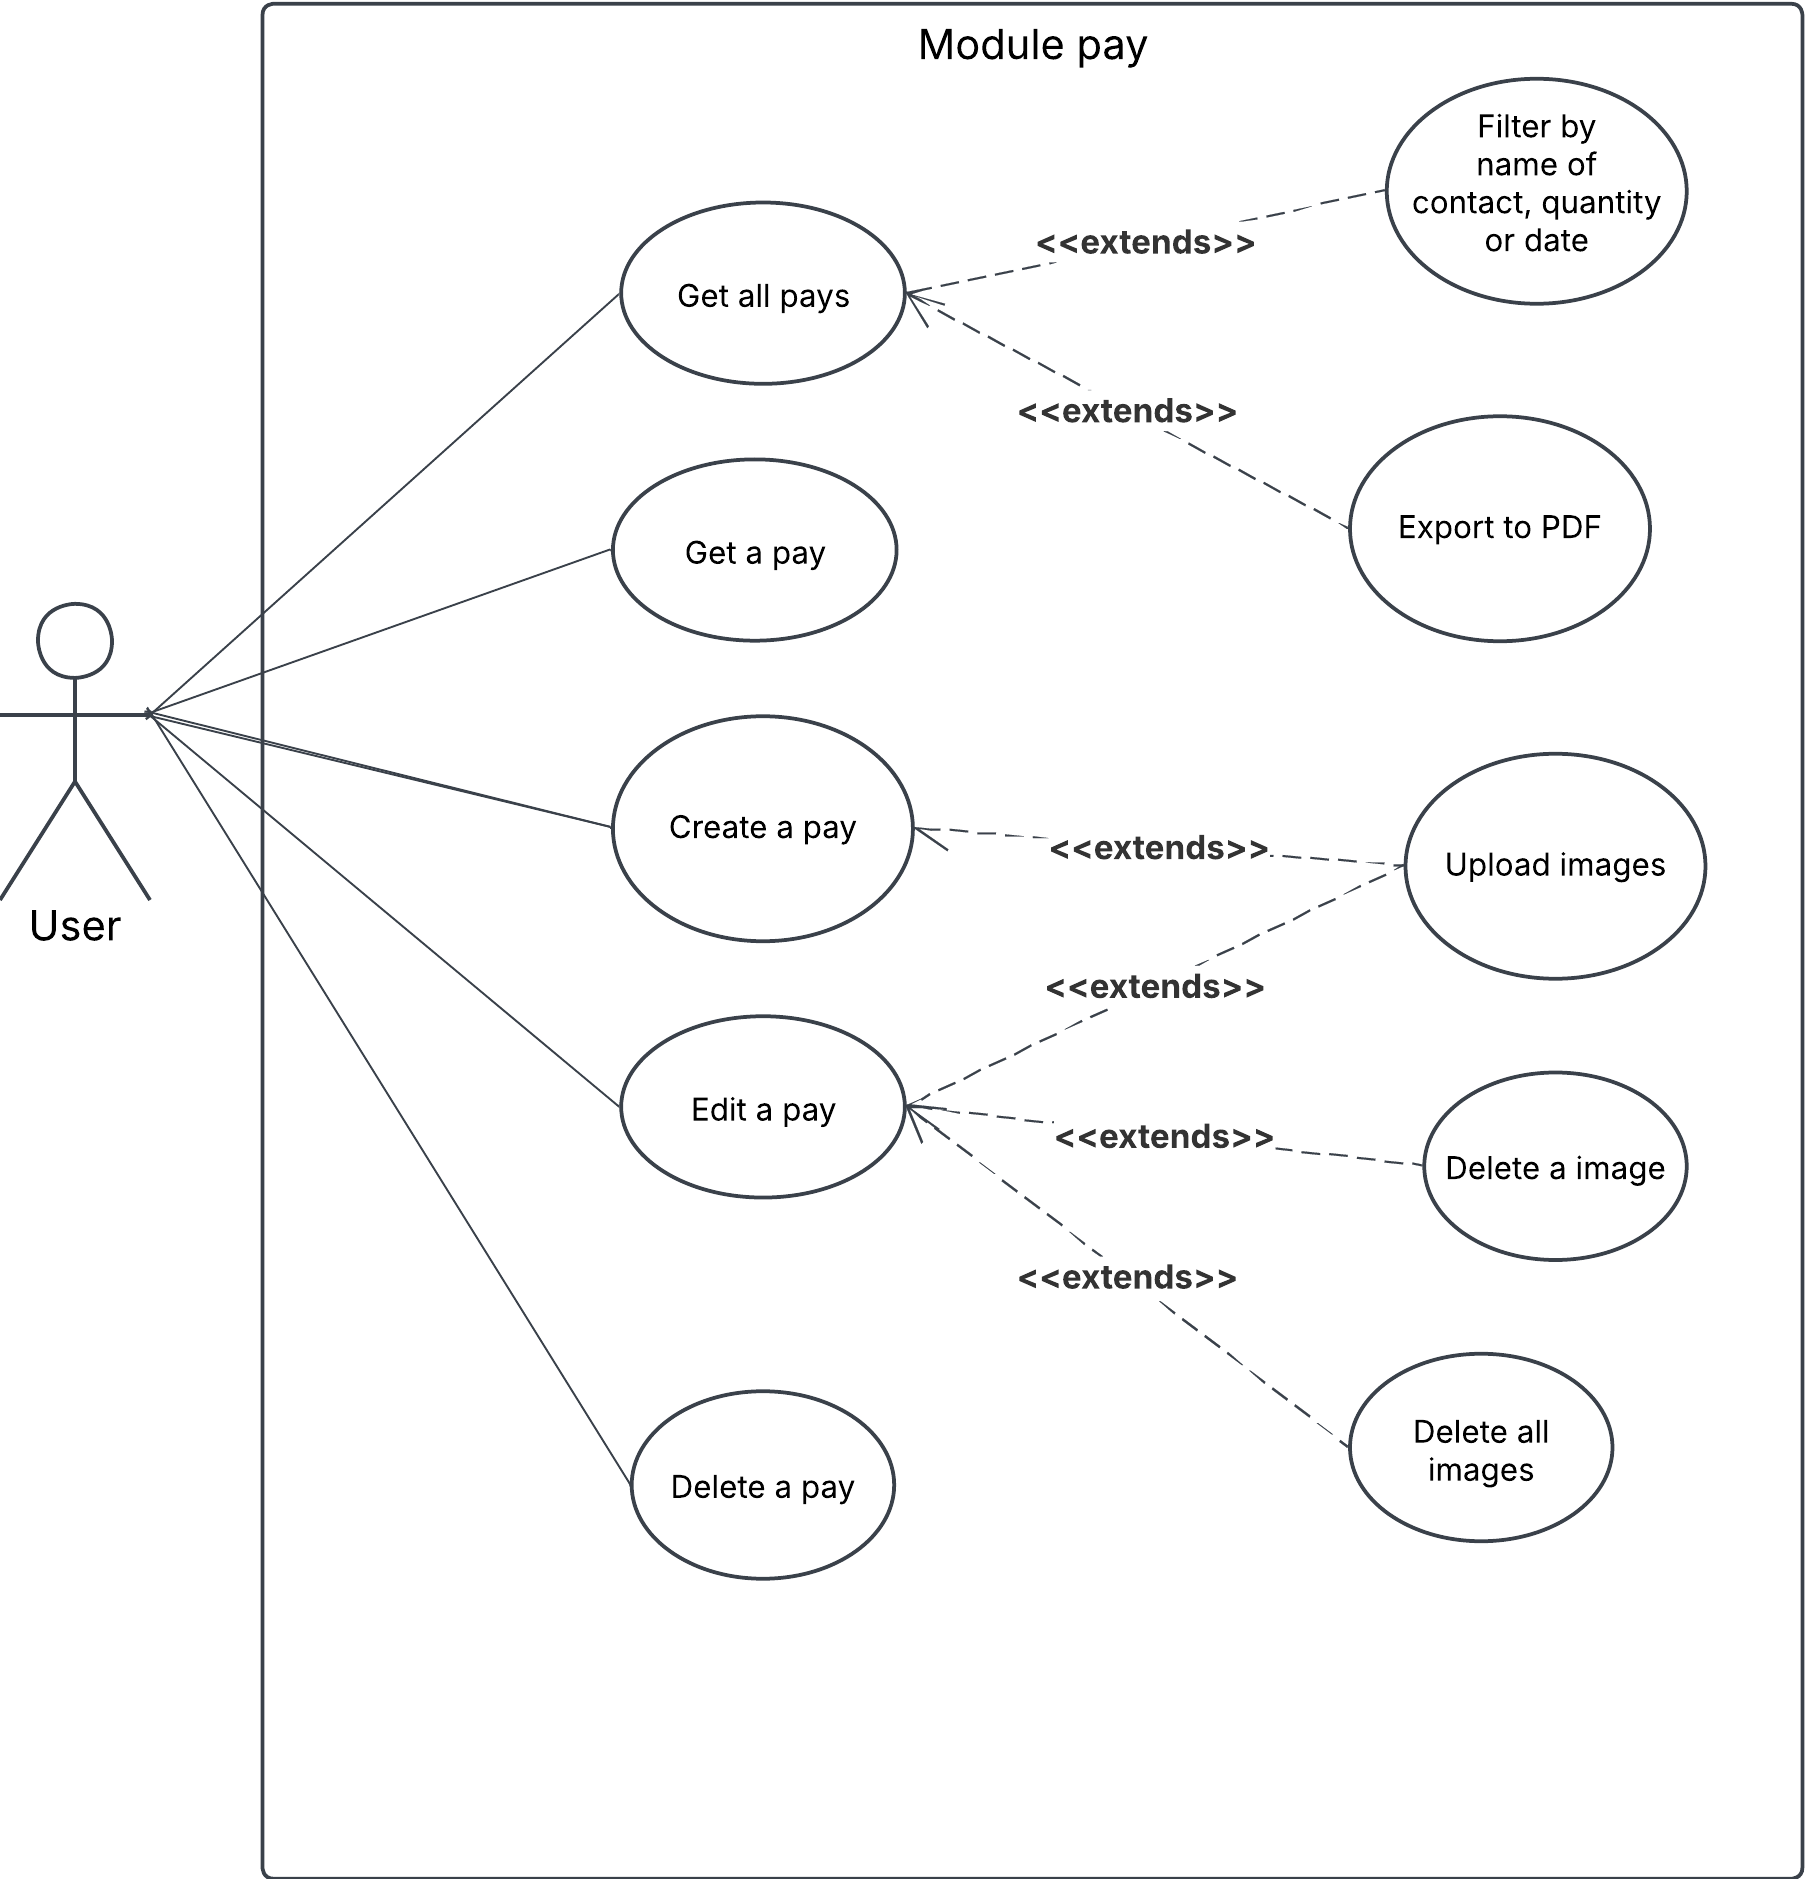 Module pay
Filter by
name of
contact, quantity
or date
<<extends>>
Get all pays
<<extends>>
Export to PDF
Get a pay
Create a pay
<<extends>>
Upload images
User
<<extends>>
Edit a pay
<<extends>>
Delete a image
<<extends>>
Delete all
images
Delete a pay